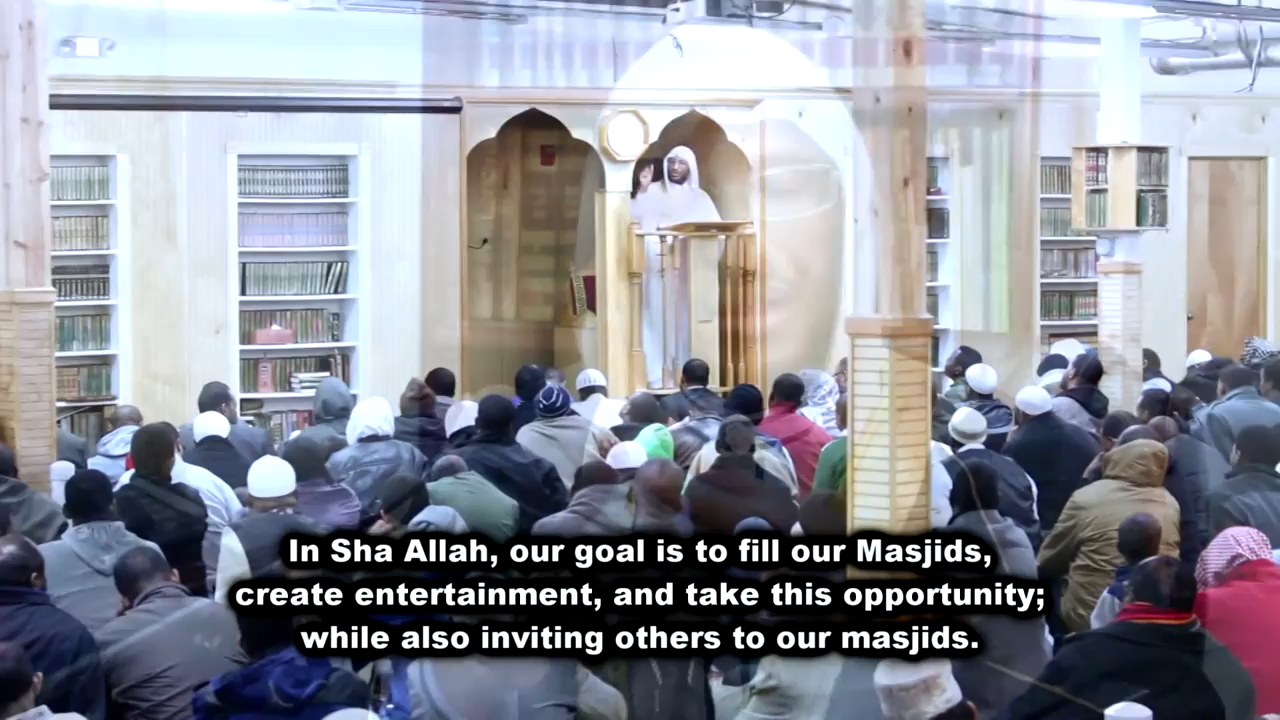 In Sha Allah, our goal is to fill our Masjids,
create entertainment, and take this opportunity;
while also inviting others to our masjids.